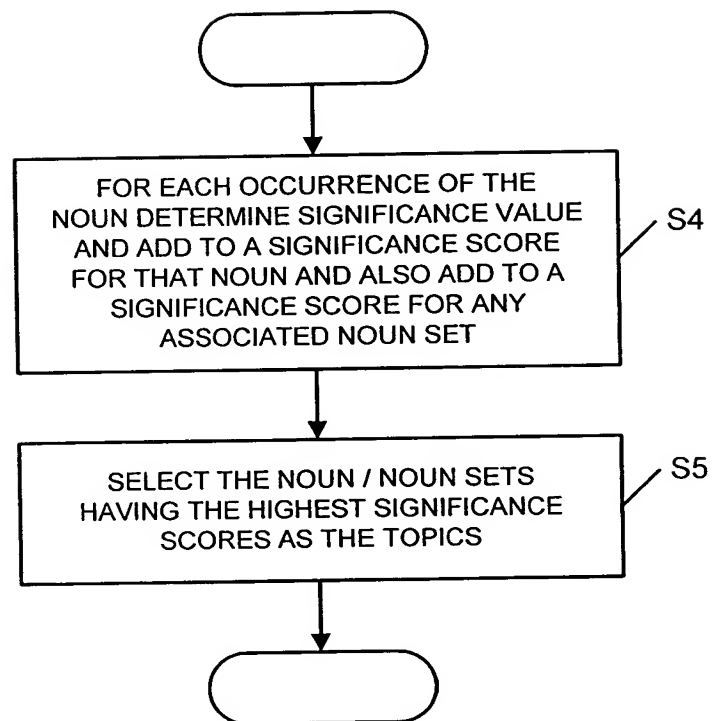 FOR EACH OCCURRENCE OF THE
NOUN DETERMINE SIGNIFICANCE VALUE
AND ADD TO A SIGNIFICANCE SCORE
FOR THAT NOUN AND ALSO ADD TO A
SIGNIFICANCE SCORE FOR ANY
ASSOCIATED NOUN SET
S4
SELECT THE NOUN / NOUN SETS
HAVING THE HIGHEST SIGNIFICANCE
SCORES AS THE TOPICS
S5